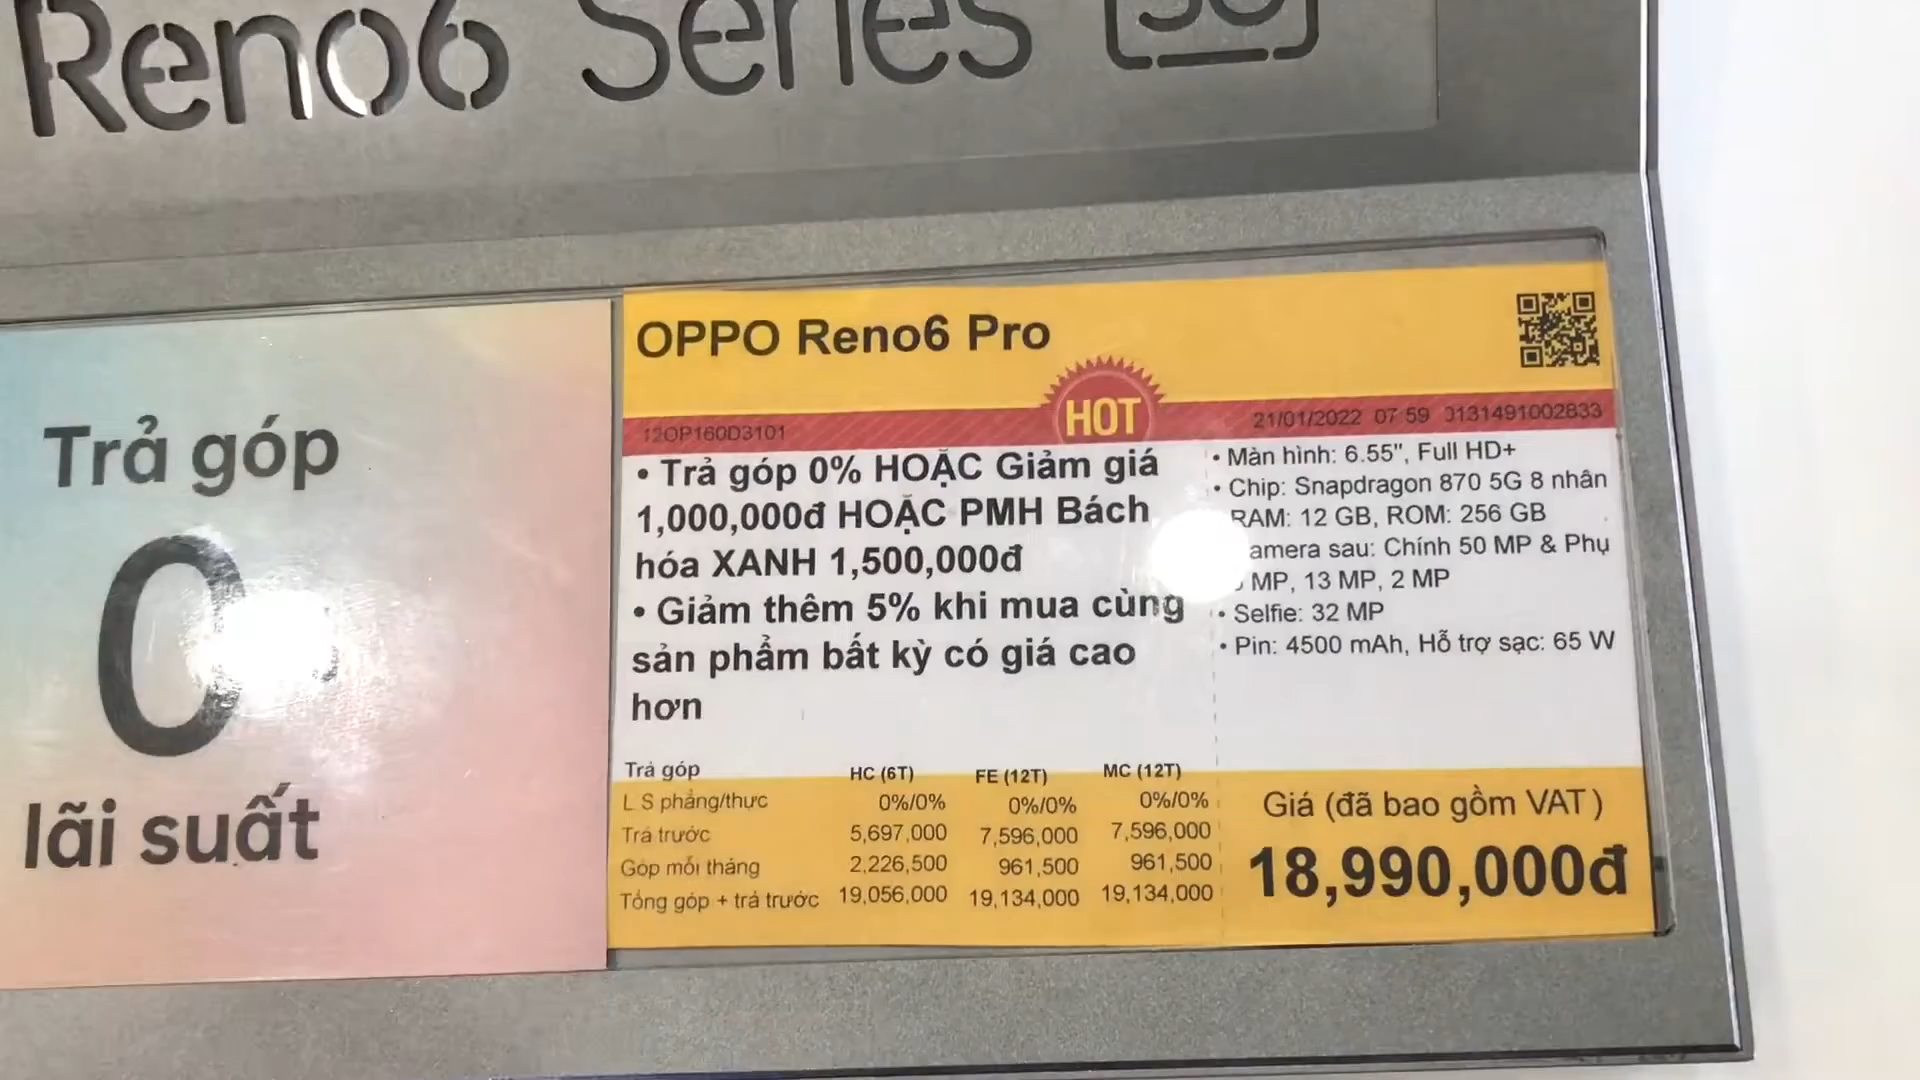 Reno6 Series
Trả góp
0
lãi suất
OPPO Reno6 Pro
HOT
12OP160D3101
21/01/2022 07 59 0131491002833
• Trả góp 0% HOẶC Giảm giá
1,000,000đ HOẶC PMH Bách
hóa XANH 1,500,000đ
• Giảm thêm 5% khi mua cùng
sản phẩm bất kỳ có giá cao
hơn
• Màn hình: 6.55", Full HD+
• Chip: Snapdragon 870 5G 8 nhân
RAM: 12 GB, ROM: 256 GB
amera sau: Chính 50 MP & Phụ
MP, 13 MP, 2 MP
• Selfie: 32 MP
• Pin: 4500 mAh, Hỗ trợ sạc: 65 W
Trả góp HC (6T) FE (12T) MC (12T)
L S phẳng/thực 0%/0% 0%/0% 0%/0%
Trả trước 5,697,000 7,596,000 7,596,000
Góp mỗi tháng 2,226,500 961,500 961,500
Tổng góp + trả trước 19,056,000 19,134,000 19,134,000
Giá (đã bao gồm VAT)
18,990,000đ